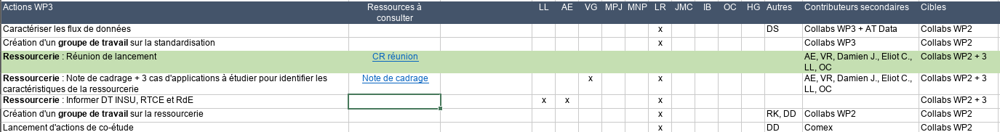 Actions WP3 Ressources à consulter LL AE VG MPJ MNP LR JMC IB OC HG Autres Contributeurs secondaires Cibles
Caractériser les flux de données x DS Collabs WP3 + AT Data Collabs WP2
Création d'un groupe de travail sur la standardisation x Collabs WP3 Collabs WP2
Ressourcerie : Réunion de lancement CR réunion AE, VR, Damien J., Eliot C., Collabs WP2 + 3
LL, OC
Ressourcerie : Note de cadrage + 3 cas d'applications à étudier pour identifier les Note de cadrage x x AE, VR, Damien J., Eliot C., Collabs WP2 + 3
caractéristiques de la ressourcerie LL, OC
Ressourcerie : Informer DT INSU, RTCE et RdE x x x Collabs WP2 + 3
Création d'un groupe de travail sur la ressourcerie x RK, DD Collabs WP2 Collabs WP2
Lancement d'actions de co-étude x DD Comex Collabs WP2